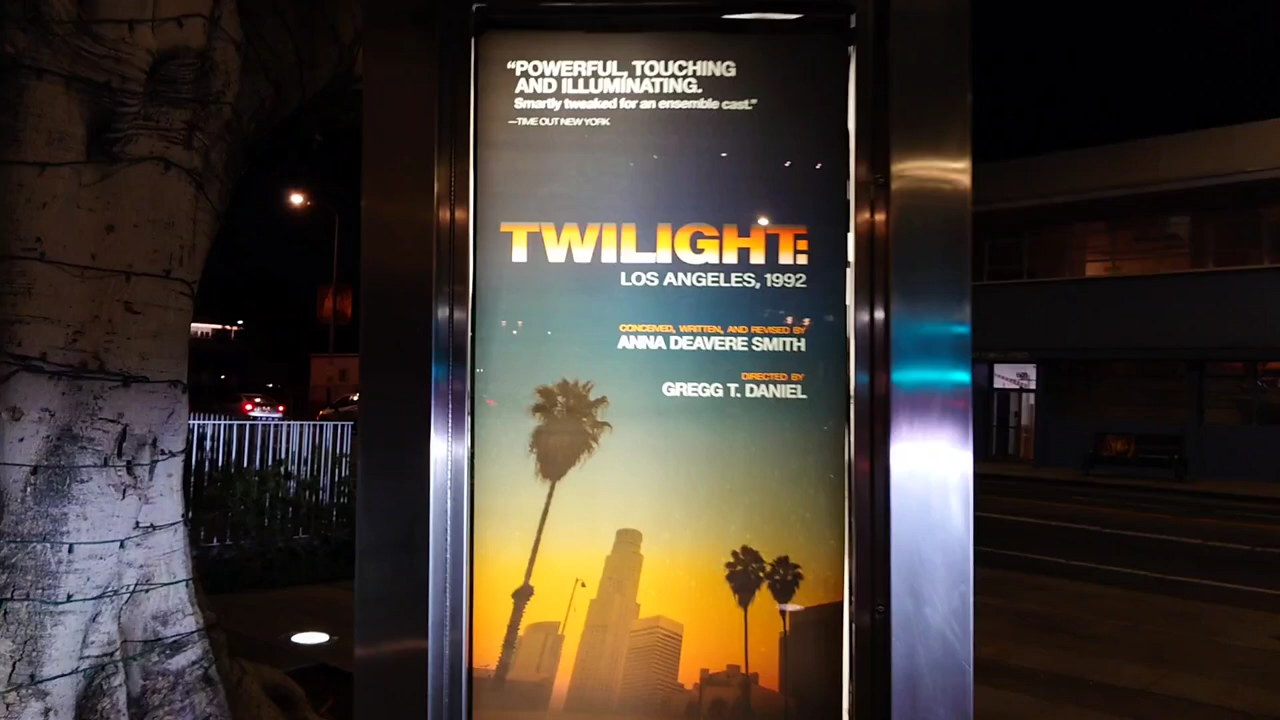 “POWERFUL, TOUCHING
AND ILLUMINATING.
Smartly tweaked for an ensemble cast.”
—TIME OUT NEW YORK
TWILIGHT:
LOS ANGELES, 1992
CONCEIVED, WRITTEN, AND REVISED BY
ANNA DEAVERE SMITH
DIRECTED BY
GREGG T. DANIEL